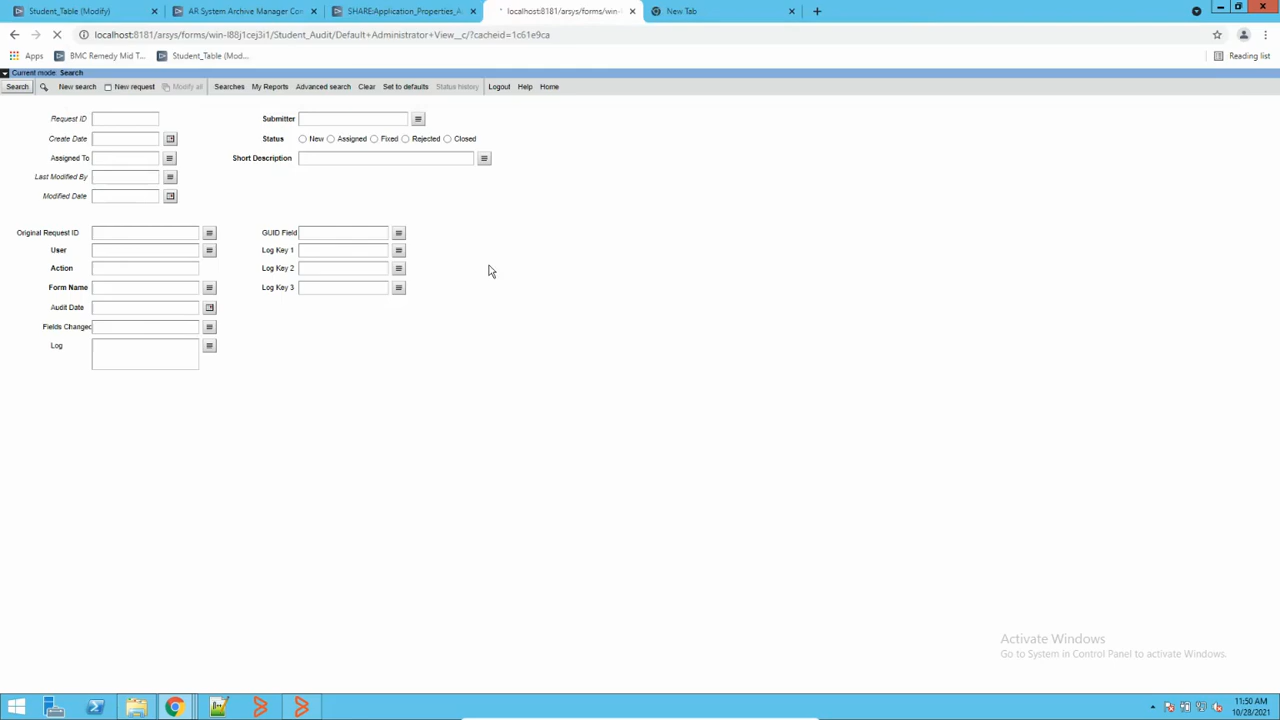 Student_Table (Modify)
AR System Archive Manager Con
SHARE:Application_Properties_A
localhost:8181/arsys/forms/win-
New Tab
localhost:8181/arsys/forms/win-l88j1cej3i1/Student_Audit/Default+Administrator+View__c/?cacheid=1c61e9ca
Apps
BMC Remedy Mid T...
Student_Table (Mod...
Reading list
Current mode: Search
Search
New search
New request
Modify all
Searches
My Reports
Advanced search
Clear
Set to defaults
Status history
Logout
Help
Home
Request ID
Submitter
Create Date
Status
New
Assigned
Fixed
Rejected
Closed
Assigned To
Short Description
Last Modified By
Modified Date
Original Request ID
GUID Field
User
Log Key 1
Action
Log Key 2
Form Name
Log Key 3
Audit Date
Fields Changed
Log
Activate Windows
Go to System in Control Panel to activate Windows.
11:50 AM
10/28/2021